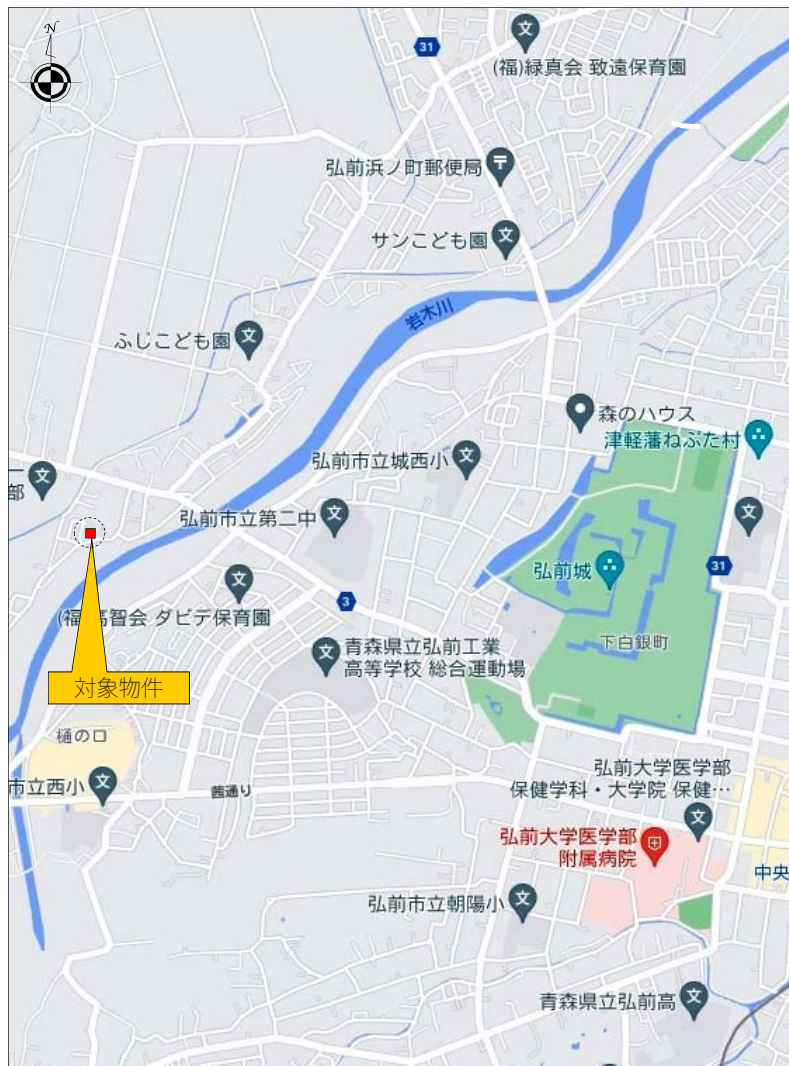 N
31
(福)緑真会 致遠保育園
弘前浜ノ町郵便局
サンこども園
岩木川
ふじこども園
森のハウス
津軽藩ねぷた村
弘前市立城西小
部
弘前市立第二中
弘前城
31
(福)高智会 ダビデ保育園
3
青森県立弘前工業
高等学校 総合運動場
下白銀町
対象物件
樋の口
市立西小
茜通り
弘前大学医学部
保健学科・大学院 保健…
弘前大学医学部
附属病院
中央
弘前市立朝陽小
青森県立弘前高